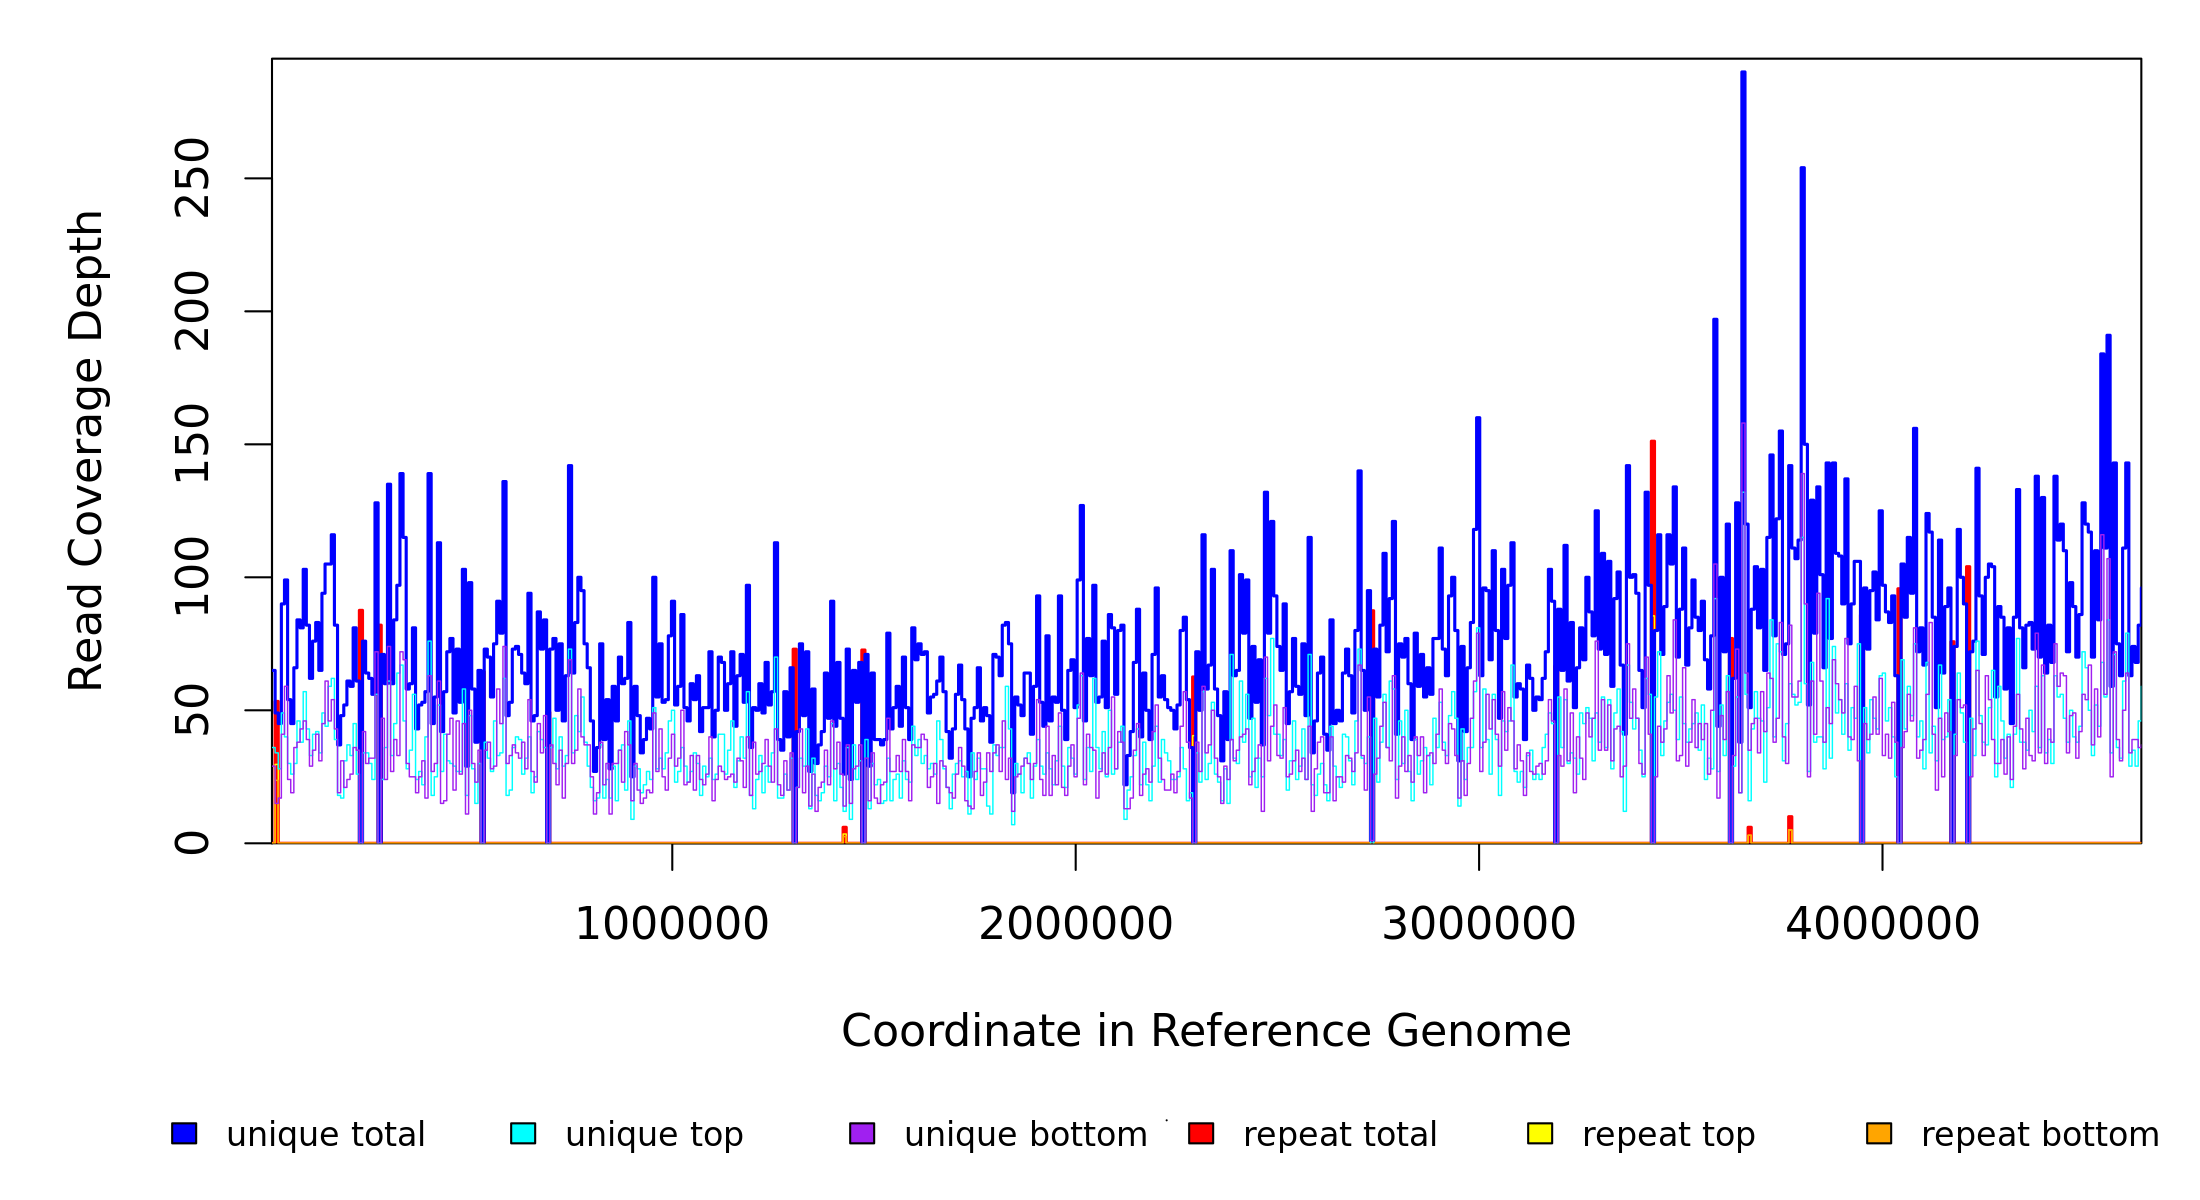 250
200
150
100
50
0
Read Coverage Depth
1000000 2000000 3000000 4000000
Coordinate in Reference Genome
unique total unique top unique bottom repeat total repeat top repeat bottom